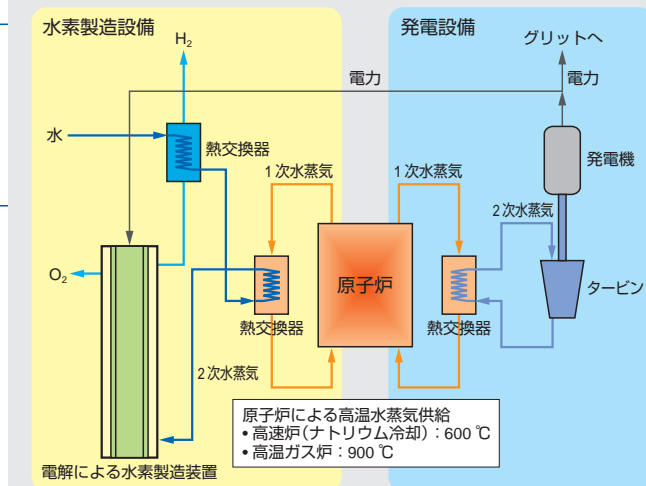 水素製造設備
発電設備
H₂
グリットへ
電力
電力
水
熱交換器
発電機
1次水蒸気
1次水蒸気
2次水蒸気
O₂
原子炉
タービン
熱交換器
熱交換器
2次水蒸気
原子炉による高温水蒸気供給
• 高速炉(ナトリウム冷却):600 ℃
• 高温ガス炉:900 ℃
電解による水素製造装置